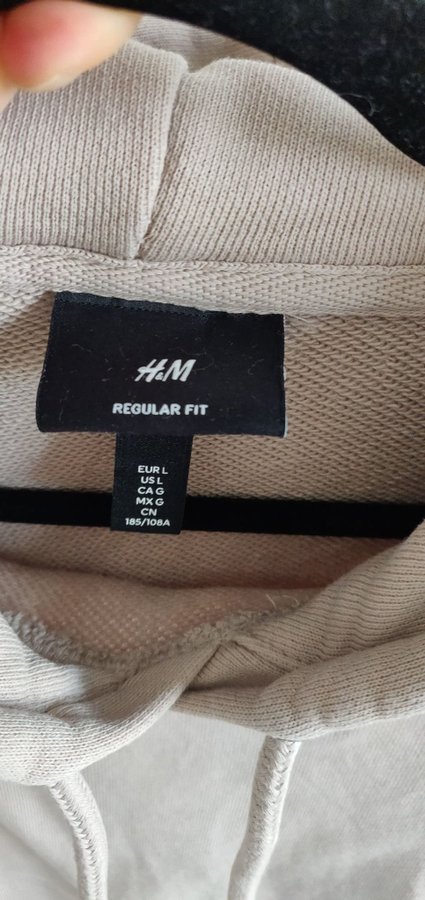 H&M
REGULAR FIT
EUR L
US L
CA G
MX G
CN
185/108A